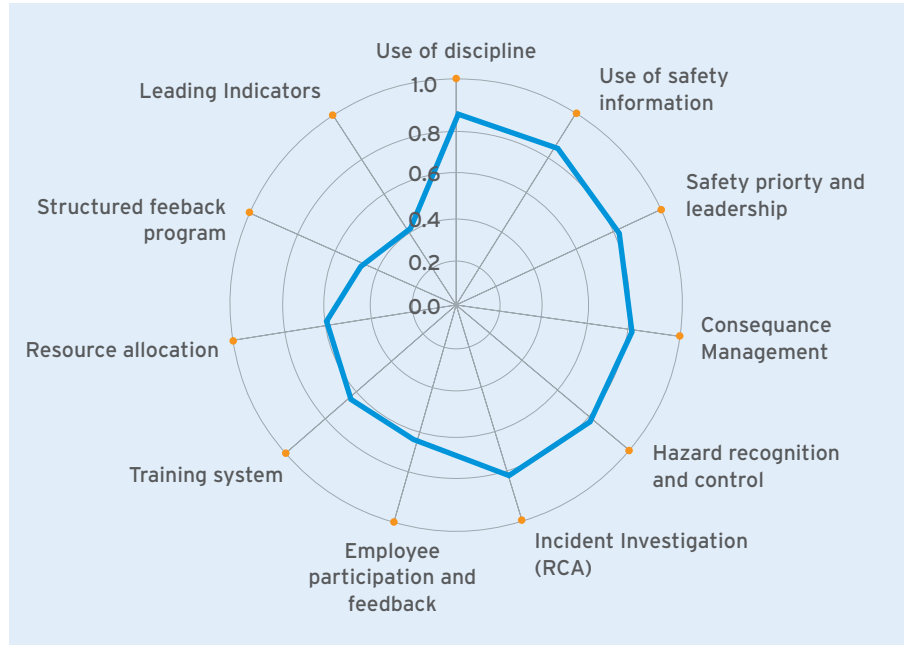 Use of discipline
Use of safety
information
Safety priorty and
leadership
Consequance
Management
Hazard recognition
and control
Incident Investigation
(RCA)
Employee
participation and
feedback
Training system
Resource allocation
Structured feeback
program
Leading Indicators
1.0
0.8
0.6
0.4
0.2
0.0